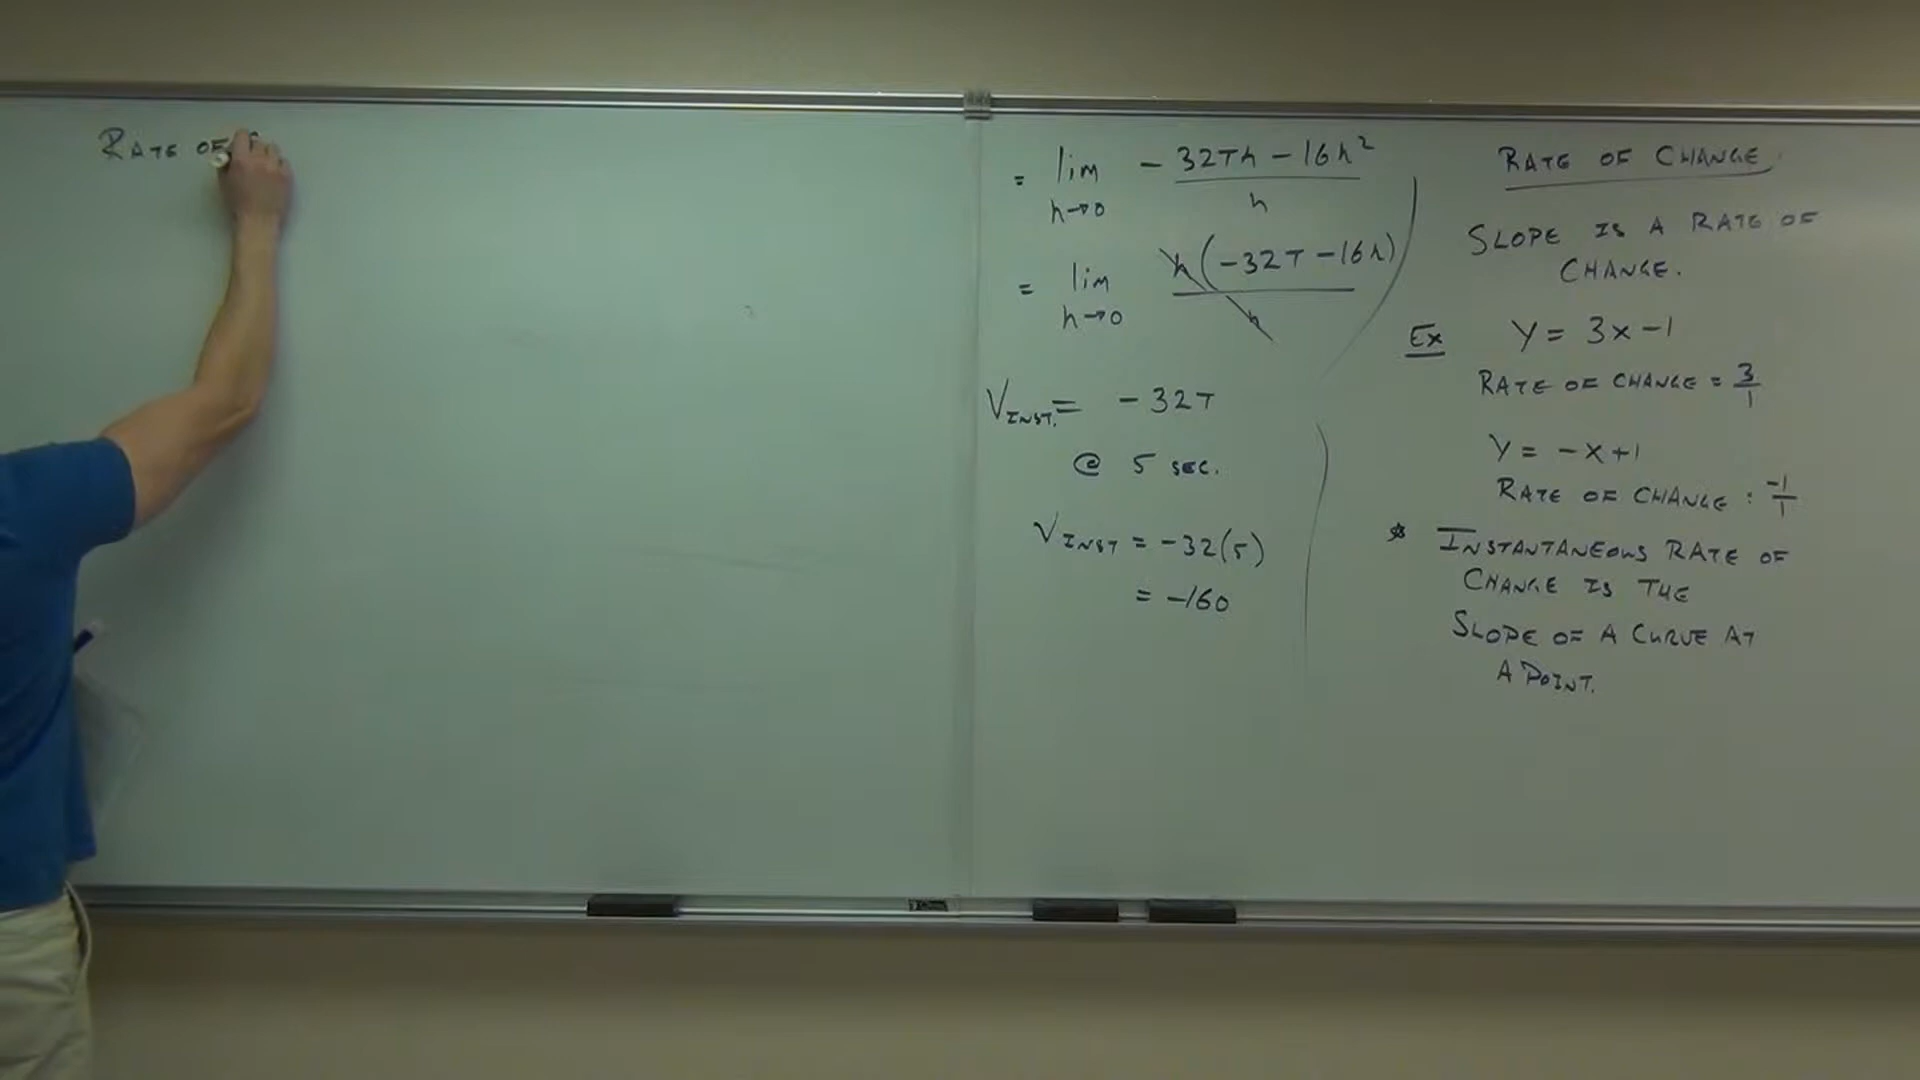 RATE OF
= lim h→0 -32Th - 16h² / h
= lim h→0 h(-32T - 16h) / h
VINST. = -32T
@ 5 SEC.
VINST = -32(5)
= -160
RATE OF CHANGE
SLOPE IS A RATE OF
CHANGE.
Ex Y = 3x - 1
RATE OF CHANGE = 3/1
Y = -x + 1
RATE OF CHANGE : -1/1
* INSTANTANEOUS RATE OF
CHANGE IS THE
SLOPE OF A CURVE AT
A POINT.